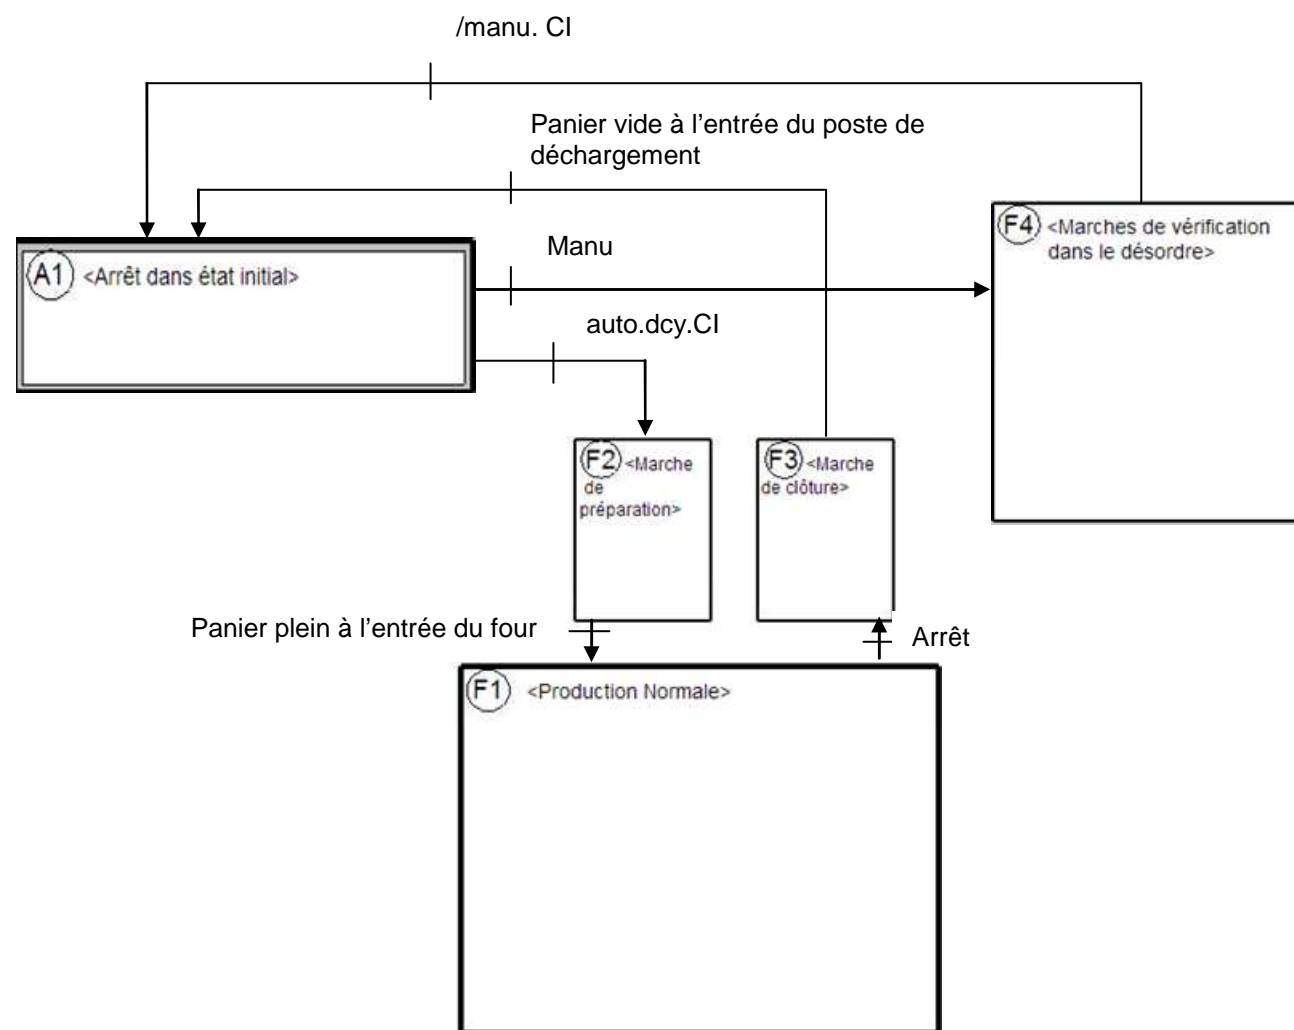 /manu. CI
Panier vide à l’entrée du poste de
déchargement
F4 <Marches de vérification
dans le désordre>
Manu
A1 <Arrêt dans état initial>
auto.dcy.CI
F2 <Marche
de
préparation>
F3 <Marche
de clôture>
Panier plein à l’entrée du four
Arrêt
F1 <Production Normale>